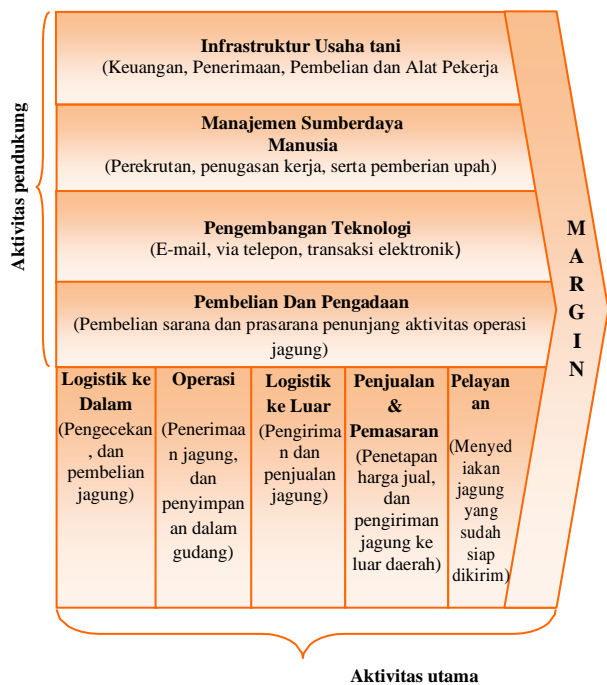 Aktivitas pendukung
Infrastruktur Usaha tani
(Keuangan, Penerimaan, Pembelian dan Alat Pekerja
Manajemen Sumberdaya
Manusia
(Perekrutan, penugasan kerja, serta pemberian upah)
Pengembangan Teknologi
(E-mail, via telepon, transaksi elektronik)
Pembelian Dan Pengadaan
(Pembelian sarana dan prasarana penunjang aktivitas operasi
jagung)
M
A
R
G
I
N
Logistik ke
Dalam
(Pengecekan
, dan
pembelian
jagung)
Operasi
(Penerimaa
n jagung,
dan
penyimpan
an dalam
gudang)
Logistik
ke Luar
(Pengirima
n dan
penjualan
jagung)
Penjualan
&
Pemasaran
(Penetapan
harga jual,
dan
pengiriman
jagung ke
luar daerah)
Pelayan
an
(Menyed
iakan
jagung
yang
sudah
siap
dikirim)
Aktivitas utama